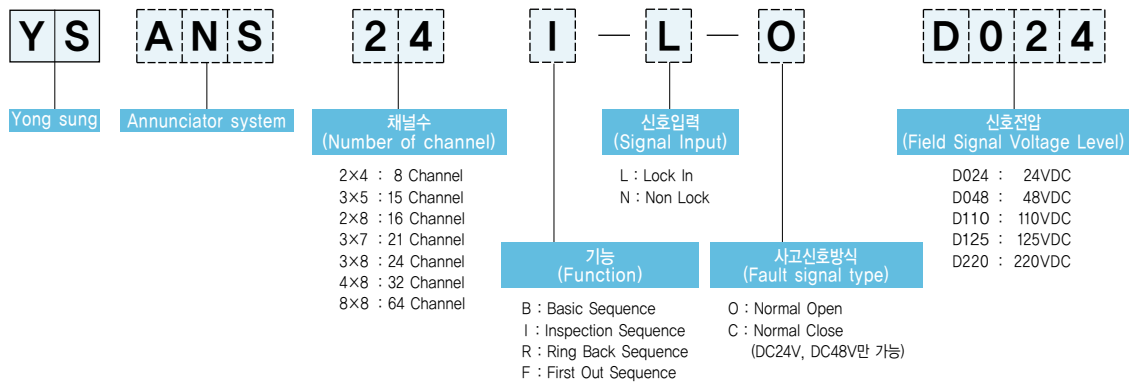 YS ANS 24 I - L - O D024
Yong sung
Annunciator system
채널수
(Number of channel)
2×4 : 8 Channel
3×5 : 15 Channel
2×8 : 16 Channel
3×7 : 21 Channel
3×8 : 24 Channel
4×8 : 32 Channel
8×8 : 64 Channel
신호입력
(Signal Input)
L : Lock In
N : Non Lock
신호전압
(Field Signal Voltage Level)
D024 : 24VDC
D048 : 48VDC
D110 : 110VDC
D125 : 125VDC
D220 : 220VDC
기능
(Function)
B : Basic Sequence
I : Inspection Sequence
R : Ring Back Sequence
F : First Out Sequence
사고신호방식
(Fault signal type)
O : Normal Open
C : Normal Close
(DC24V, DC48V만 가능)